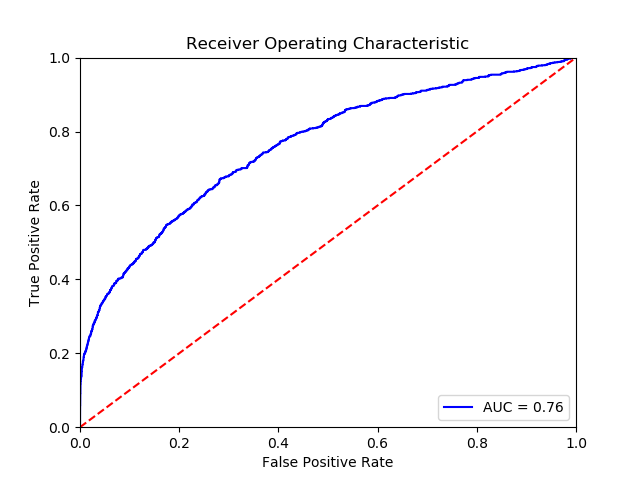 Receiver Operating Characteristic
1.0
0.8
0.6
0.4
0.2
0.0
True Positive Rate
AUC = 0.76
0.0 0.2 0.4 0.6 0.8 1.0
False Positive Rate